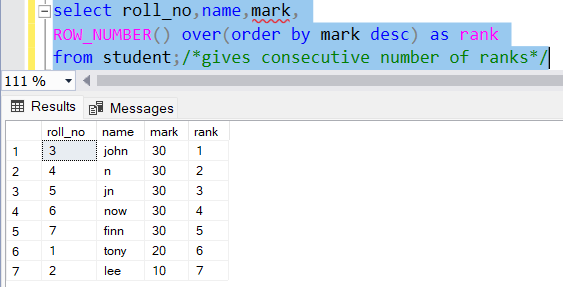 select roll_no,name,mark,
ROW_NUMBER() over(order by mark desc) as rank
from student;/*gives consecutive number of ranks*/
111 %
Results Messages
roll_no name mark rank
1 3 john 30 1
2 4 n 30 2
3 5 jn 30 3
4 6 now 30 4
5 7 finn 30 5
6 1 tony 20 6
7 2 lee 10 7